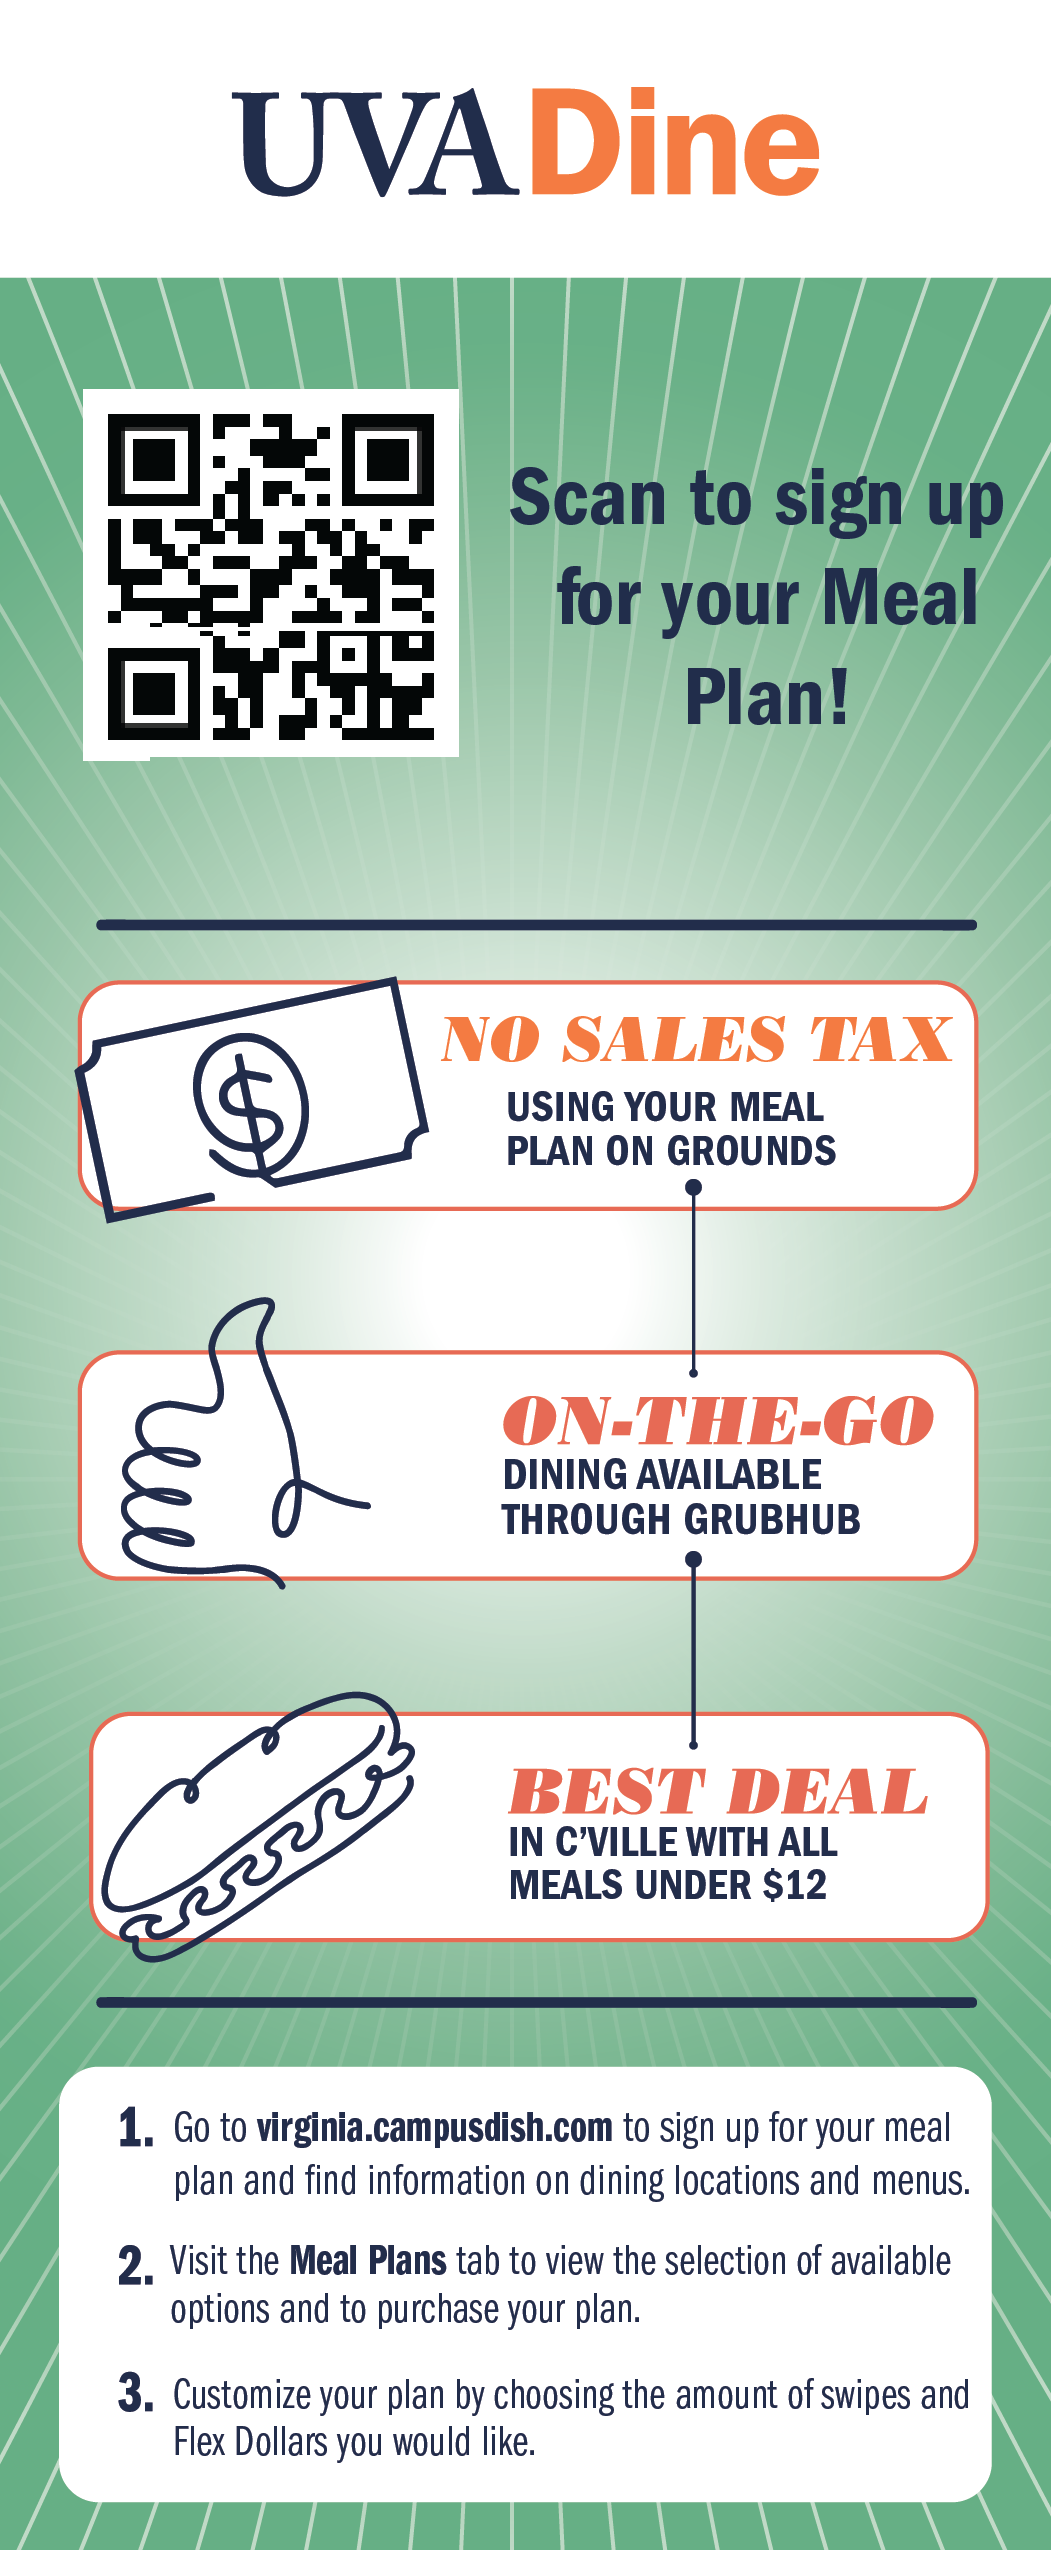 UVADine
Scan to sign up
for your Meal
Plan!
NO SALES TAX
USING YOUR MEAL
PLAN ON GROUNDS
ON-THE-GO
DINING AVAILABLE
THROUGH GRUBHUB
BEST DEAL
IN C’VILLE WITH ALL
MEALS UNDER $12
1. Go to virginia.campusdish.com to sign up for your meal
plan and find information on dining locations and menus.
2. Visit the Meal Plans tab to view the selection of available
options and to purchase your plan.
3. Customize your plan by choosing the amount of swipes and
Flex Dollars you would like.